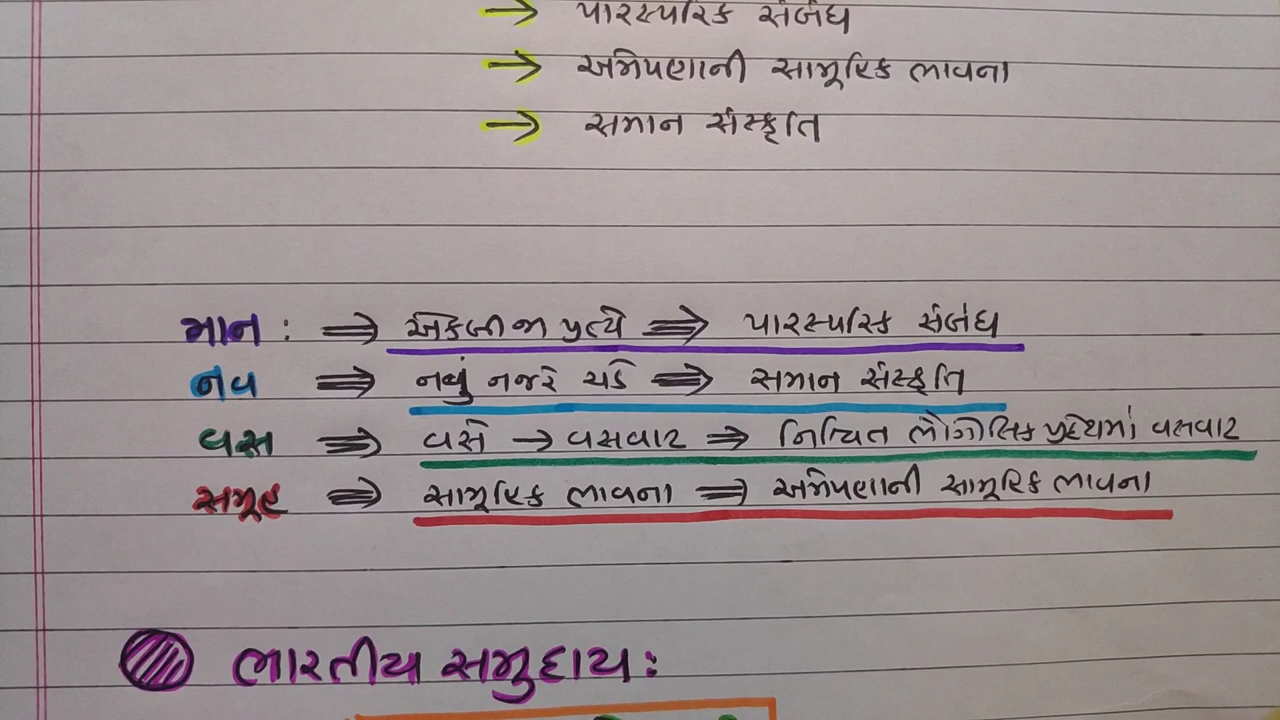 → પારસ્પરિક સંબંધ
→ અમેપણાની સામૂહિક ભાવના
→ સમાન સંસ્કૃતિ
માન : ⇒ એકબીજા પ્રત્યે ⇒ પારસ્પરિક સંબંધ
નવ ⇒ નવું નજરે ચડે ⇒ સમાન સંસ્કૃતિ
વસ ⇒ વસે → વસવાટ ⇒ નિશ્ચિત ભૌગોલિક પ્રદેશમાં વસવાટ
સમૂહ ⇒ સામૂહિક ભાવના ⇒ અમેપણાની સામૂહિક ભાવના
ભારતીય સમુદાય :